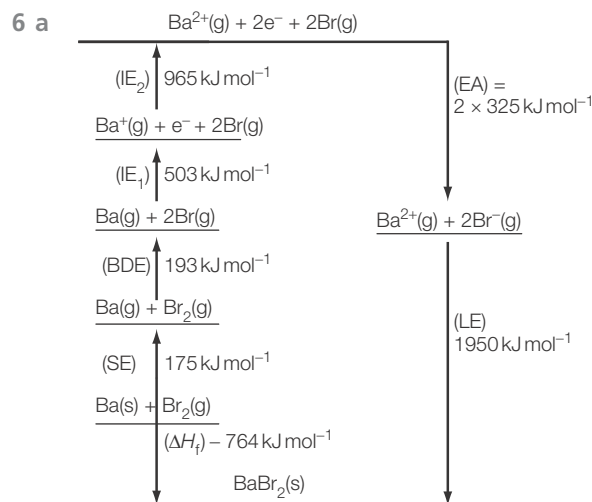 6 a
Ba²⁺(g) + 2e⁻ + 2Br(g)
(IE₂) 965 kJ mol⁻¹
(EA) =
2 × 325 kJ mol⁻¹
Ba⁺(g) + e⁻ + 2Br(g)
(IE₁) 503 kJ mol⁻¹
Ba(g) + 2Br(g)
Ba²⁺(g) + 2Br⁻(g)
(BDE) 193 kJ mol⁻¹
Ba(g) + Br₂(g)
(LE)
1950 kJ mol⁻¹
(SE) 175 kJ mol⁻¹
Ba(s) + Br₂(g)
(ΔH_f) – 764 kJ mol⁻¹
BaBr₂(s)